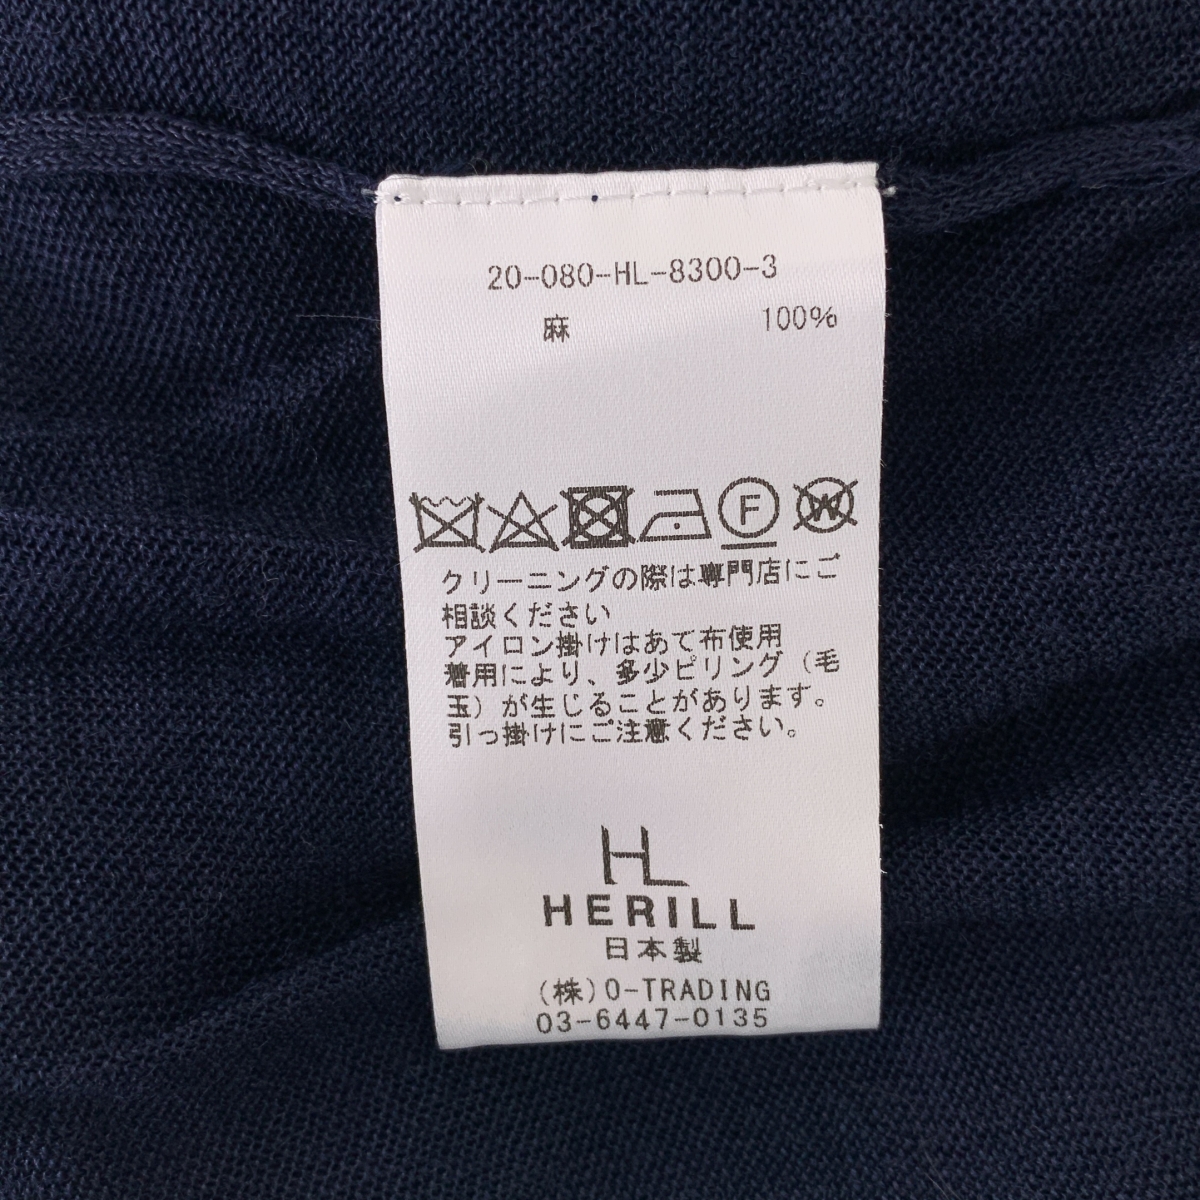 20-080-HL-8300-3
麻 100%
F W
クリーニングの際は専門店にご
相談ください
アイロン掛けはあて布使用
着用により、多少ピリング（毛
玉）が生じることがあります。
引っ掛けにご注意ください。
HL
HERILL
日本製
(株)O-TRADING
03-6447-0135